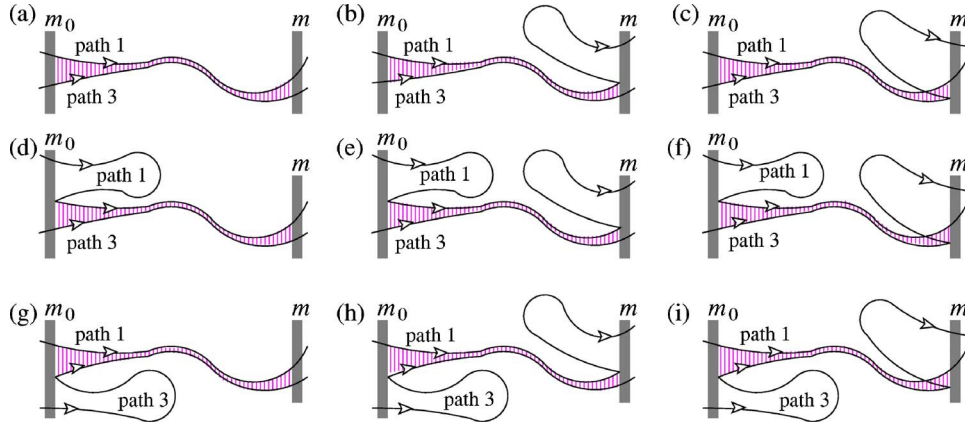 (a) m0 m (b) m0 m (c) m0 m
path 1 path 1 path 1
path 3 path 3 path 3
(d) m0 m (e) m0 m (f) m0 m
path 1 path 1 path 1
path 3 path 3 path 3
(g) m0 m (h) m0 m (i) m0 m
path 1 path 1 path 1
path 3 path 3 path 3